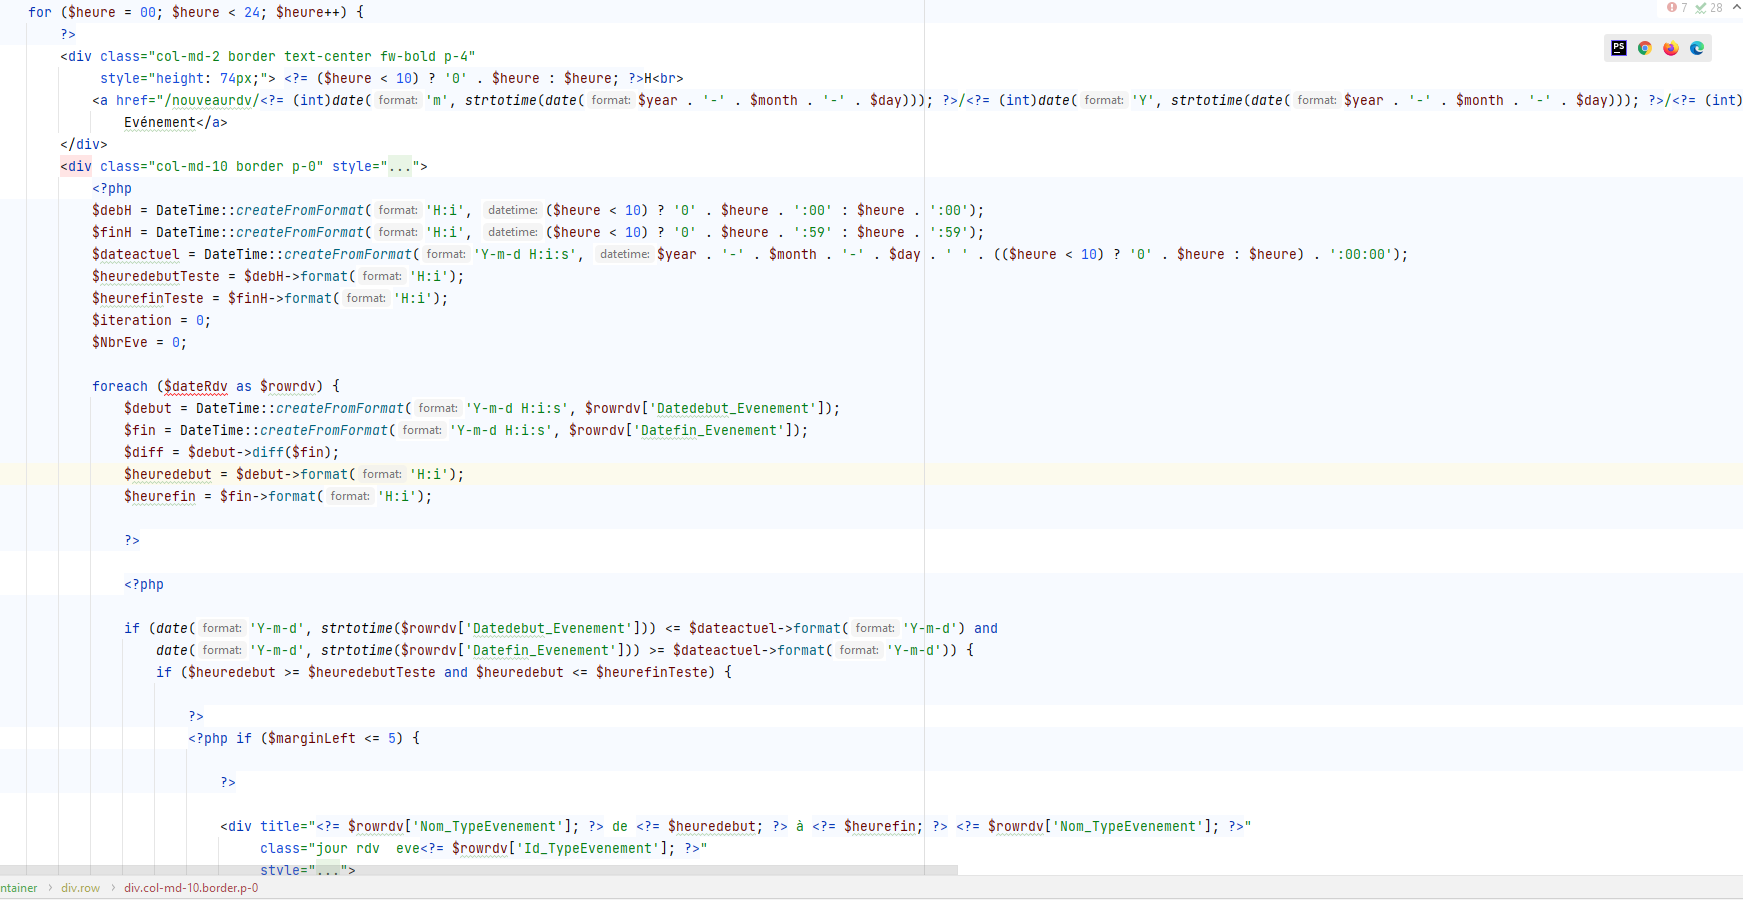 for ($heure = 00; $heure < 24; $heure++) {
7 28
?>
<div class="col-md-2 border text-center fw-bold p-4"
PS
style="height: 74px;"> <?= ($heure < 10) ? '0' . $heure : $heure; ?>H<br>
<a href="/nouveaurdv/<?= (int)date( format: 'm', strtotime(date( format: $year . '-' . $month . '-' . $day))); ?>/<?= (int)date( format: 'Y', strtotime(date( format: $year . '-' . $month . '-' . $day))); ?>/<?= (int)
Evénement</a>
</div>
<div class="col-md-10 border p-0" style="...">
<?php
$debH = DateTime::createFromFormat( format: 'H:i', datetime: ($heure < 10) ? '0' . $heure . ':00' : $heure . ':00');
$finH = DateTime::createFromFormat( format: 'H:i', datetime: ($heure < 10) ? '0' . $heure . ':59' : $heure . ':59');
$dateactuel = DateTime::createFromFormat( format: 'Y-m-d H:i:s', datetime: $year . '-' . $month . '-' . $day . ' ' . (($heure < 10) ? '0' . $heure : $heure) . ':00:00');
$heuredebutTeste = $debH->format( format: 'H:i');
$heurefinTeste = $finH->format( format: 'H:i');
$iteration = 0;
$NbrEve = 0;
foreach ($dateRdv as $rowrdv) {
$debut = DateTime::createFromFormat( format: 'Y-m-d H:i:s', $rowrdv['Datedebut_Evenement']);
$fin = DateTime::createFromFormat( format: 'Y-m-d H:i:s', $rowrdv['Datefin_Evenement']);
$diff = $debut->diff($fin);
$heuredebut = $debut->format( format: 'H:i');
$heurefin = $fin->format( format: 'H:i');
?>
<?php
if (date( format: 'Y-m-d', strtotime($rowrdv['Datedebut_Evenement'])) <= $dateactuel->format( format: 'Y-m-d') and
date( format: 'Y-m-d', strtotime($rowrdv['Datefin_Evenement'])) >= $dateactuel->format( format: 'Y-m-d')) {
if ($heuredebut >= $heuredebutTeste and $heuredebut <= $heurefinTeste) {
?>
<?php if ($marginLeft <= 5) {
?>
<div title="<?= $rowrdv['Nom_TypeEvenement']; ?> de <?= $heuredebut; ?> à <?= $heurefin; ?> <?= $rowrdv['Nom_TypeEvenement']; ?>"
class="jour rdv  eve<?= $rowrdv['Id_TypeEvenement']; ?>"
style="...">
ntainer › div.row › div.col-md-10.border.p-0